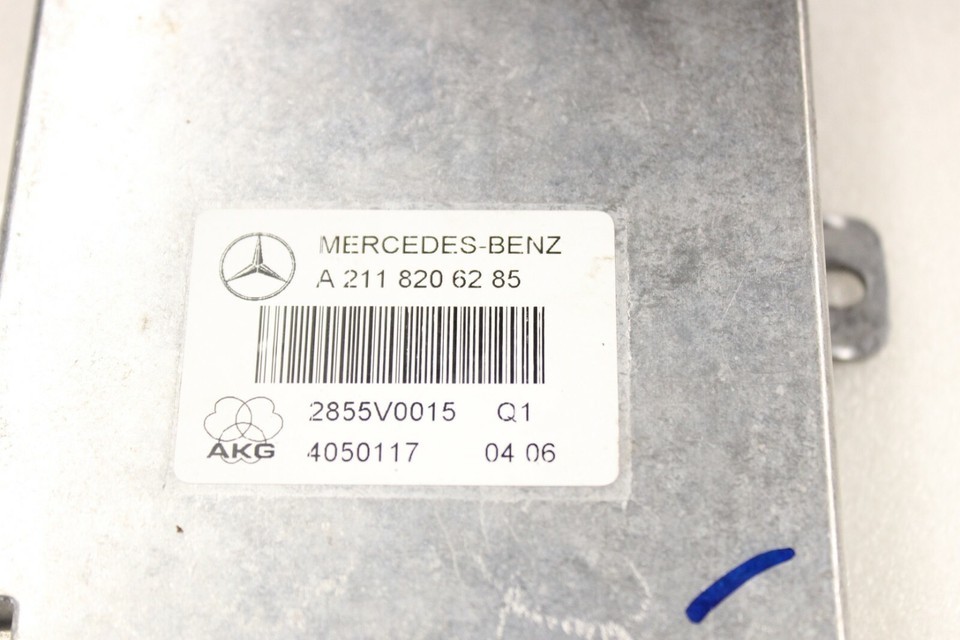 MERCEDES-BENZ
A 211 820 62 85
2855V0015 Q1
AKG
4050117 04 06